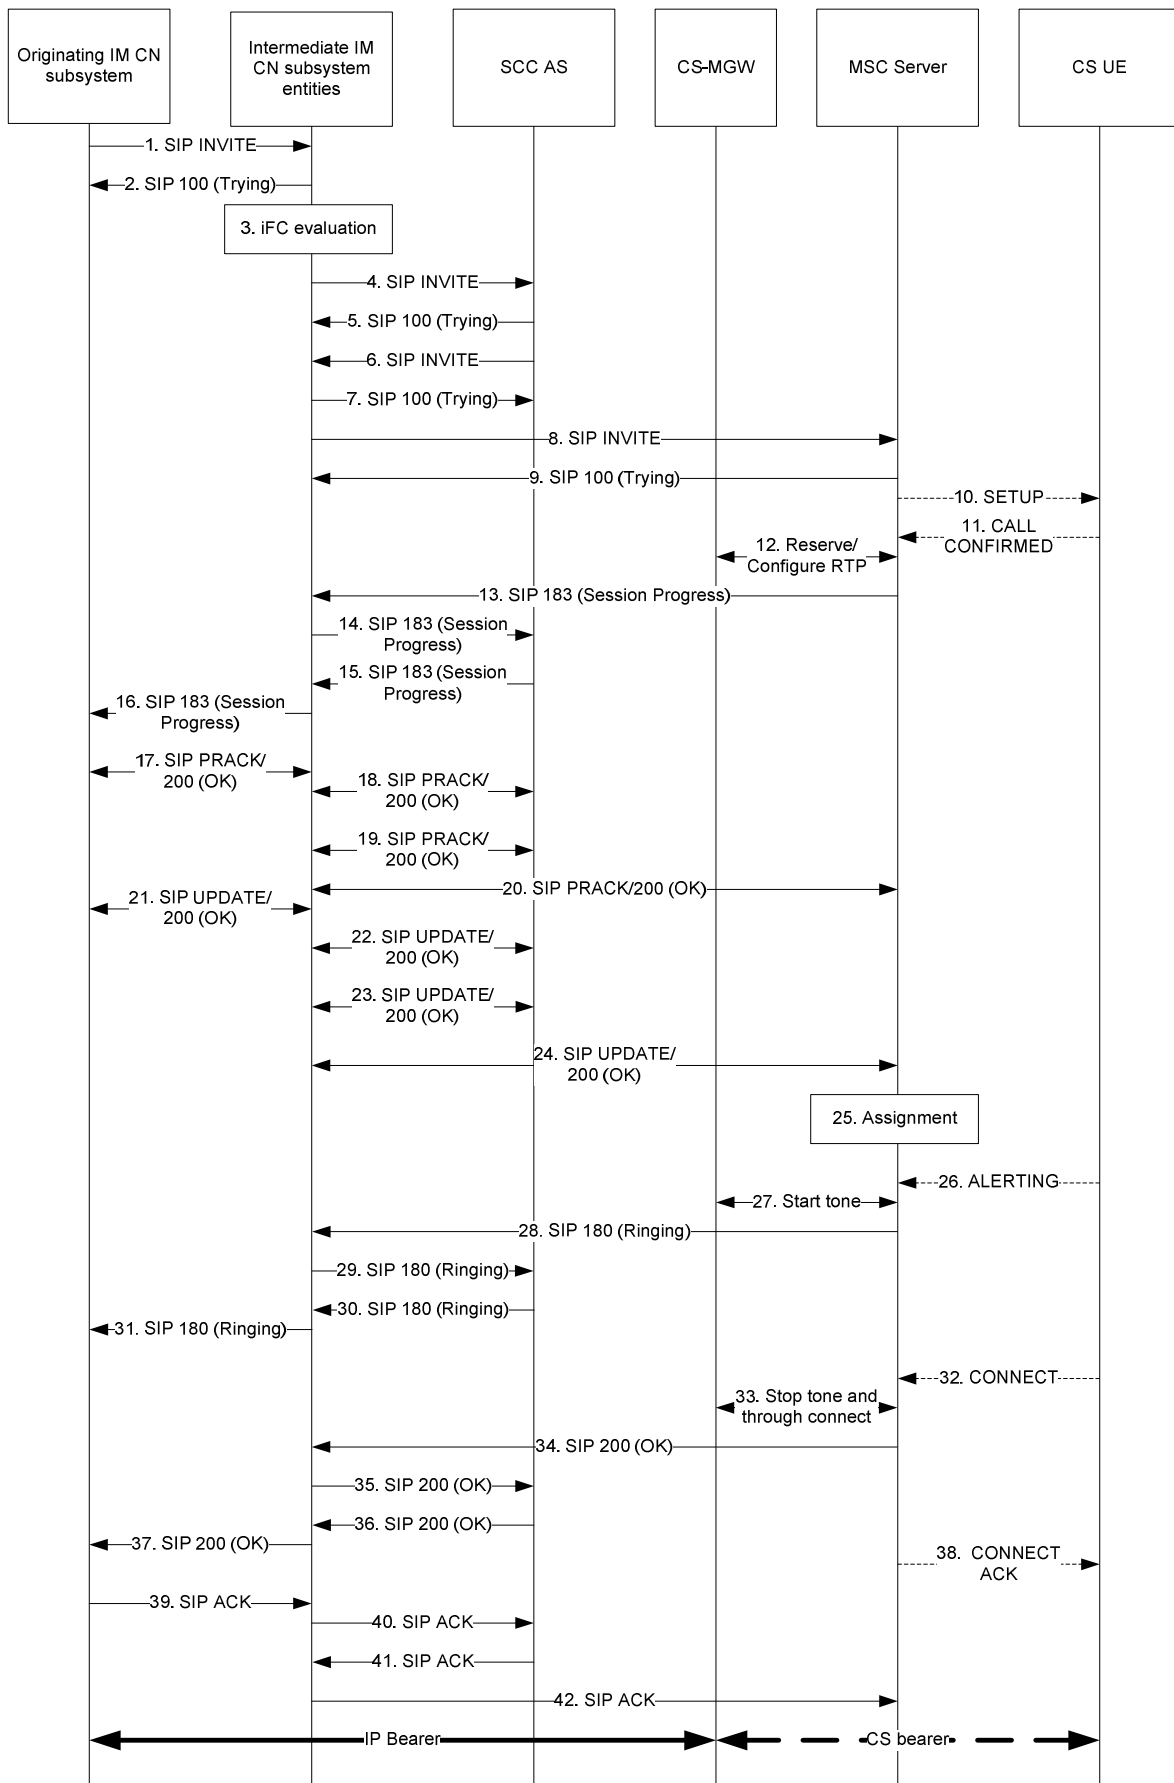 Originating IM CN
subsystem
Intermediate IM
CN subsystem
entities
SCC AS
CS-MGW
MSC Server
CS UE
1. SIP INVITE
2. SIP 100 (Trying)
3. iFC evaluation
4. SIP INVITE
5. SIP 100 (Trying)
6. SIP INVITE
7. SIP 100 (Trying)
8. SIP INVITE
9. SIP 100 (Trying)
10. SETUP
11. CALL
CONFIRMED
12. Reserve/
Configure RTP
13. SIP 183 (Session Progress)
14. SIP 183 (Session
Progress)
15. SIP 183 (Session
Progress)
16. SIP 183 (Session
Progress)
17. SIP PRACK/
200 (OK)
18. SIP PRACK/
200 (OK)
19. SIP PRACK/
200 (OK)
20. SIP PRACK/200 (OK)
21. SIP UPDATE/
200 (OK)
22. SIP UPDATE/
200 (OK)
23. SIP UPDATE/
200 (OK)
24. SIP UPDATE/
200 (OK)
25. Assignment
26. ALERTING
27. Start tone
28. SIP 180 (Ringing)
29. SIP 180 (Ringing)
30. SIP 180 (Ringing)
31. SIP 180 (Ringing)
32. CONNECT
33. Stop tone and
through connect
34. SIP 200 (OK)
35. SIP 200 (OK)
36. SIP 200 (OK)
37. SIP 200 (OK)
38. CONNECT
ACK
39. SIP ACK
40. SIP ACK
41. SIP ACK
42. SIP ACK
IP Bearer
CS bearer